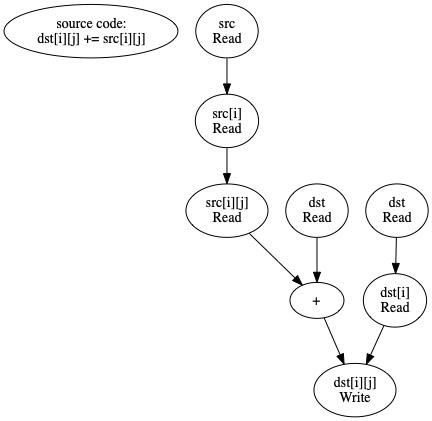 source code:
dst[i][j] += src[i][j]
src
Read
src[i]
Read
src[i][j]
Read
dst
Read
dst
Read
+
dst[i]
Read
dst[i][j]
Write